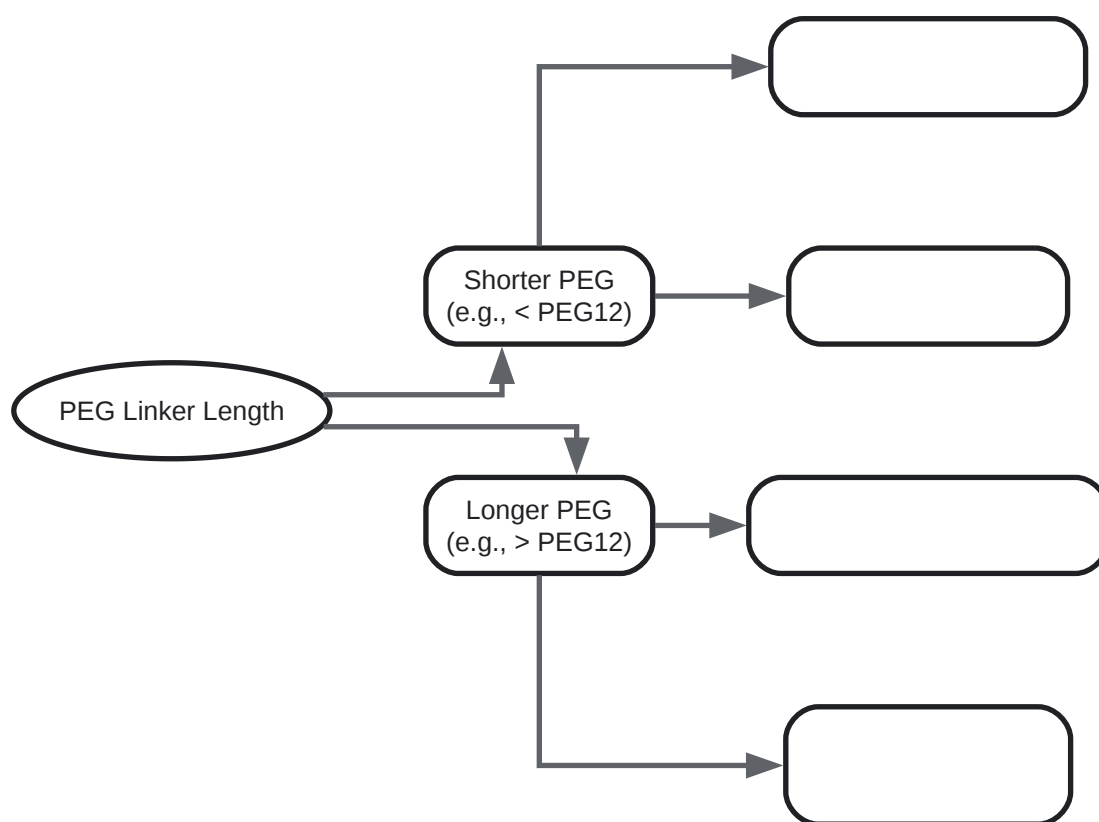 Shorter PEG
(e.g., < PEG12)
PEG Linker Length
Longer PEG
(e.g., > PEG12)